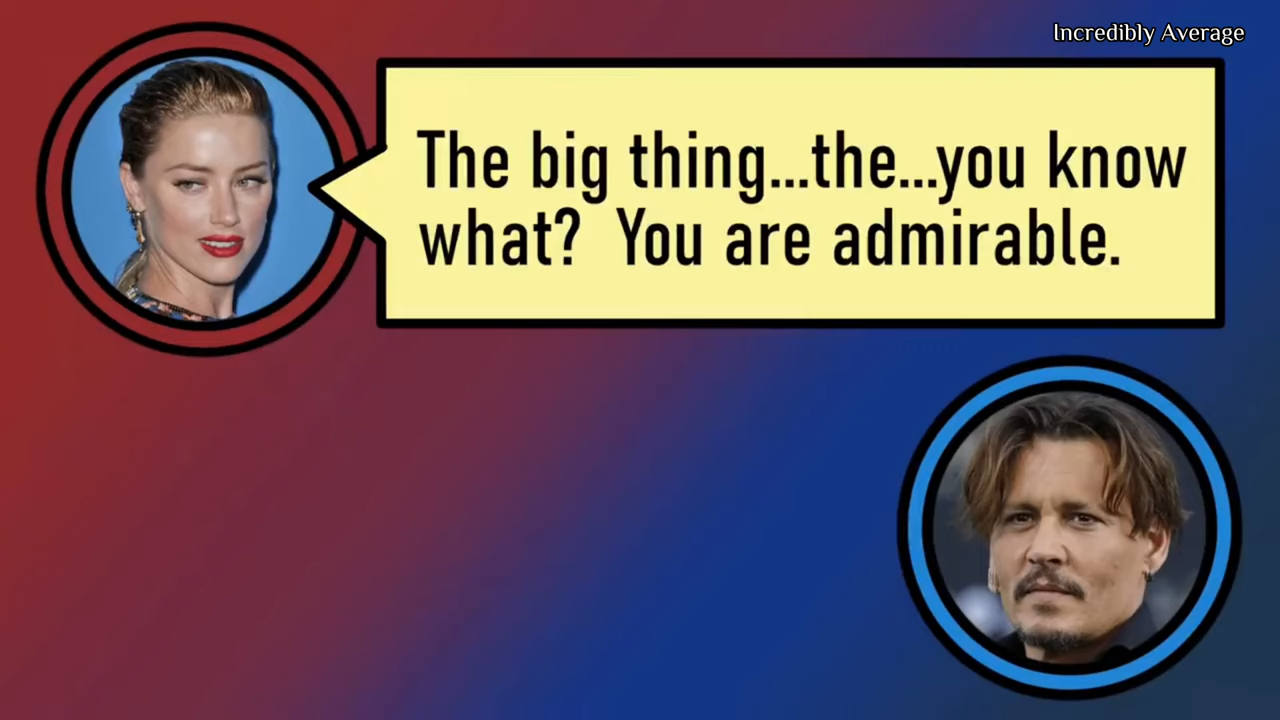 Incredibly Average
The big thing...the...you know
what? You are admirable.